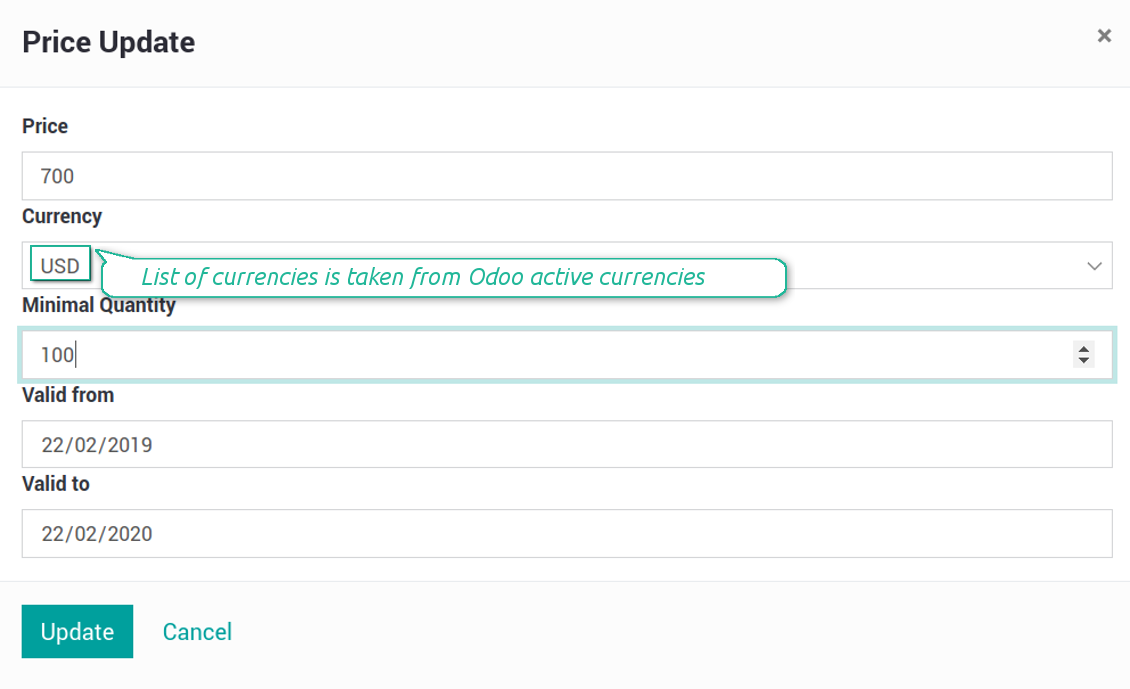 Price Update
×
Price
700
Currency
USD
List of currencies is taken from Odoo active currencies
Minimal Quantity
100
Valid from
22/02/2019
Valid to
22/02/2020
Update Cancel